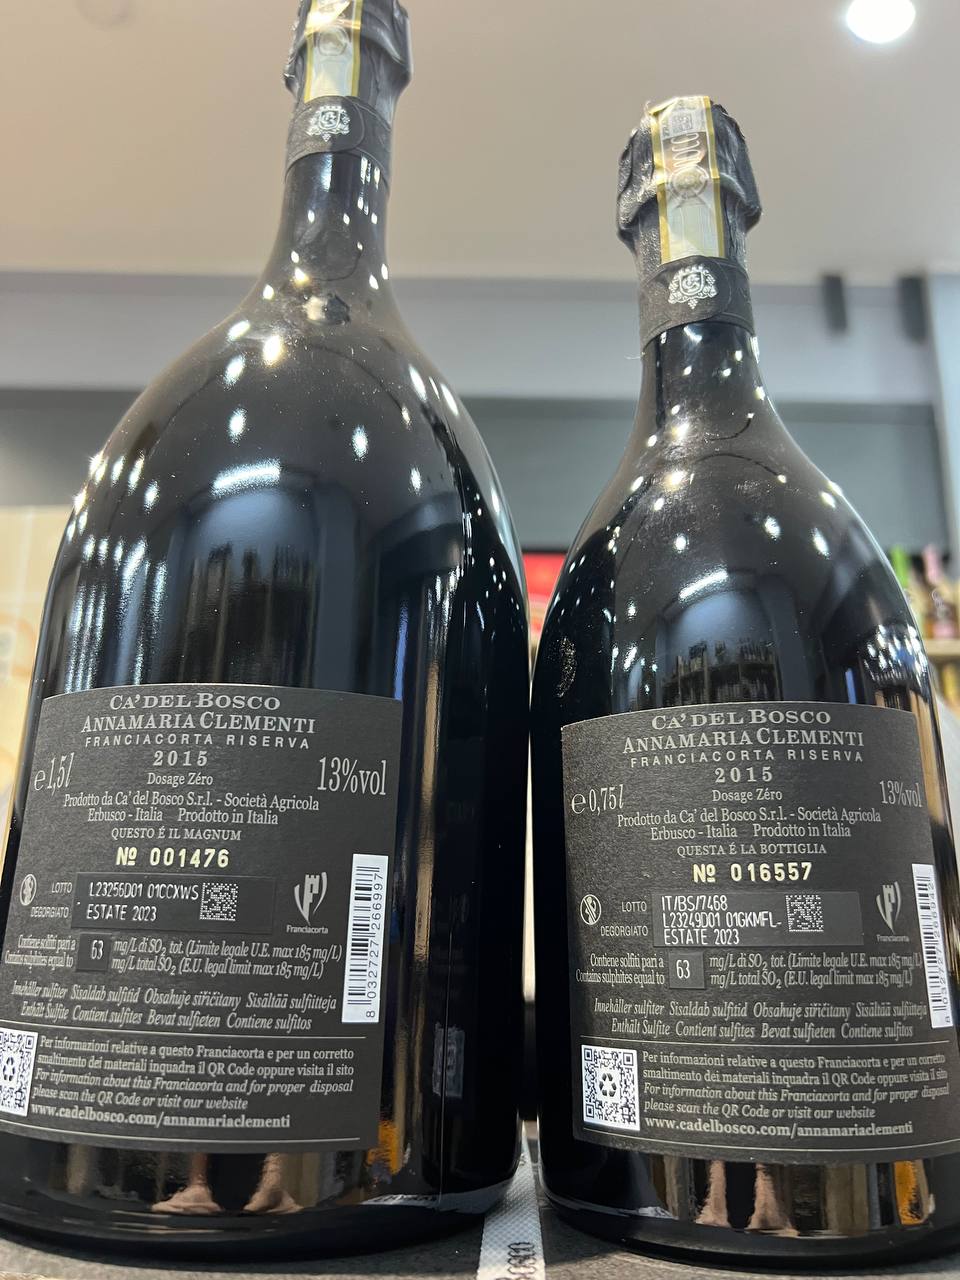 CA' DEL BOSCO
ANNAMARIA CLEMENTI
FRANCIACORTA RISERVA
2015
Dosage Zéro
e 1,5 l
13%vol
Prodotto da Ca' del Bosco S.r.l. - Società Agricola
Erbusco - Italia Prodotto in Italia
QUESTO É IL MAGNUM
Nº 001476
LOTTO L23256D01 01CCXWS
DEGORGIATO ESTATE 2023
Franciacorta
Contiene solfiti pari a 63 mg/L di SO₂ tot. (Limite legale U.E. max 185 mg/L)
Contains sulphites equal to mg/L total SO₂ (E.U. legal limit max 185 mg/L)
Innehåller sulfiter Sisaldab sulfitid Obsahuje siřičitany Sisältää sulfiitteja
Enthält Sulfite Contient sulfites Bevat sulfieten Contiene sulfitos
8 032727 266997
Per informazioni relative a questo Franciacorta e per un corretto
smaltimento dei materiali inquadra il QR Code oppure visita il sito
For information about this Franciacorta and for proper disposal
please scan the QR Code or visit our website
www.cadelbosco.com/annamariaclementi
CA' DEL BOSCO
ANNAMARIA CLEMENTI
FRANCIACORTA RISERVA
2015
Dosage Zéro
e 0,75 l
13%vol
Prodotto da Ca' del Bosco S.r.l. - Società Agricola
Erbusco - Italia Prodotto in Italia
QUESTA É LA BOTTIGLIA
Nº 016557
IT/BS/7468
LOTTO L23249D01 01GKMFL-
DEGORGIATO ESTATE 2023
Franciacorta
Contiene solfiti pari a 63 mg/L di SO₂ tot. (Limite legale U.E. max 185 mg/L)
Contains sulphites equal to mg/L total SO₂ (E.U. legal limit max 185 mg/L)
Innehåller sulfiter Sisaldab sulfitid Obsahuje siřičitany Sisältää sulfiitteja
Enthält Sulfite Contient sulfites Bevat sulfieten Contiene sulfitos
Per informazioni relative a questo Franciacorta e per un corretto
smaltimento dei materiali inquadra il QR Code oppure visita il sito
For information about this Franciacorta and for proper disposal
please scan the QR Code or visit our website
www.cadelbosco.com/annamariaclementi